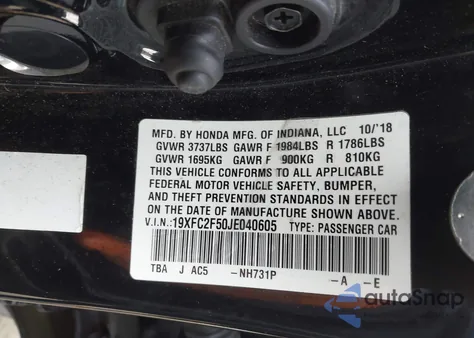 MFD. BY HONDA MFG. OF INDIANA, LLC 10/'18
GVWR 3737LBS GAWR F 1984LBS R 1786LBS
GVWR 1695KG GAWR F 900KG R 810KG
THIS VEHICLE CONFORMS TO ALL APPLICABLE
FEDERAL MOTOR VEHICLE SAFETY, BUMPER,
AND THEFT PREVENTION STANDARDS IN EFFECT
ON THE DATE OF MANUFACTURE SHOWN ABOVE.
V.I.N.: 19XFC2F50JE040605 TYPE: PASSENGER CAR
TBA J AC5 -NH731P -A -E
autoSnap